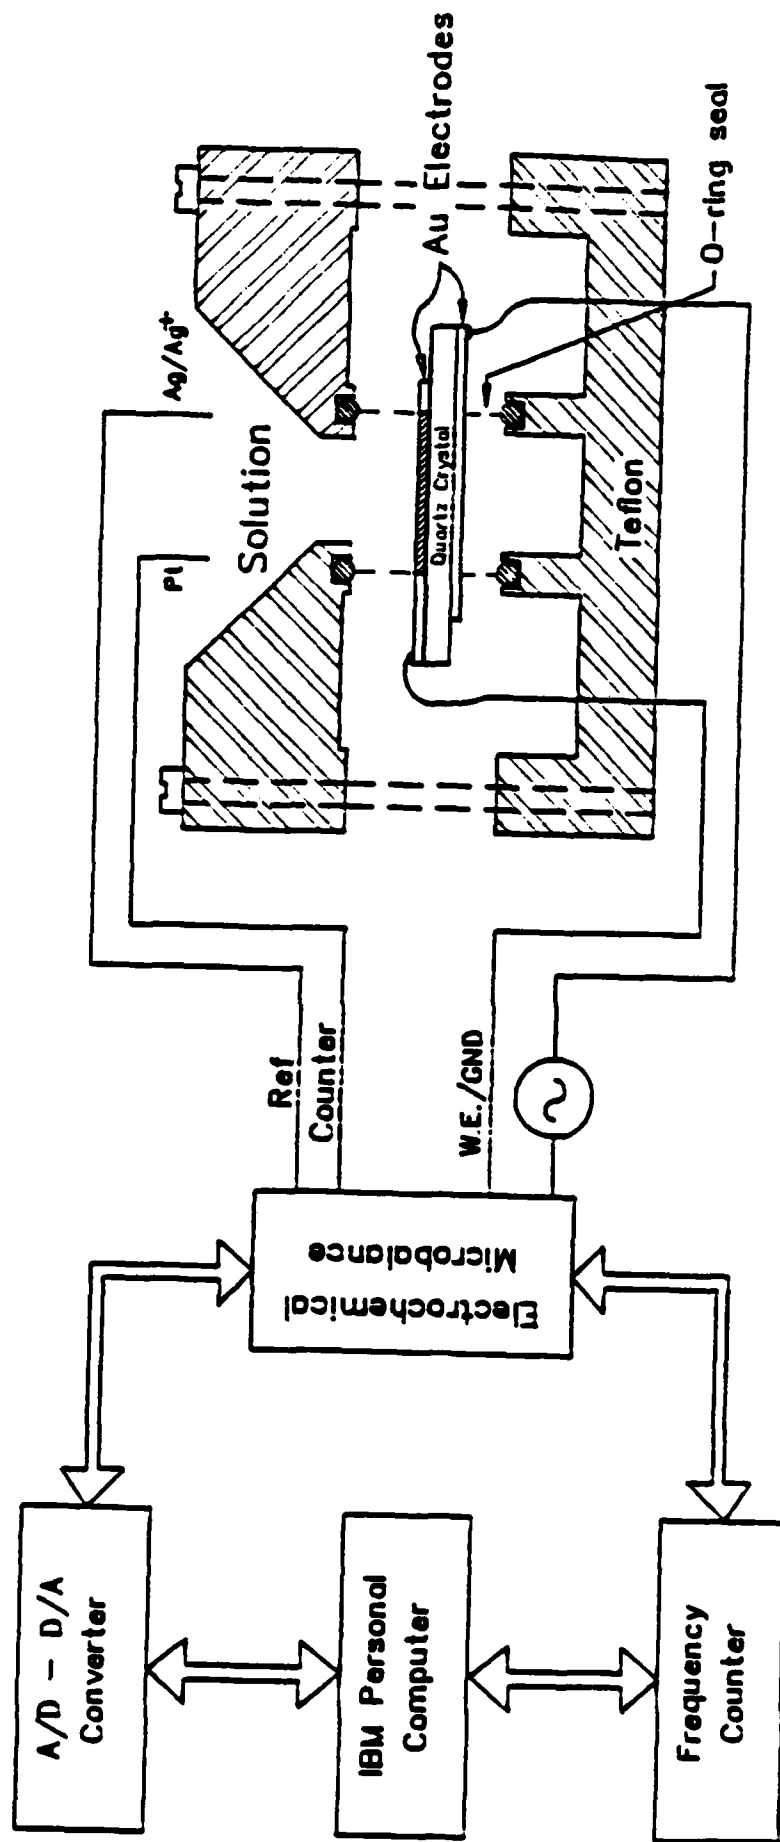 A/D - D/A
Converter
IBM Personal
Computer
Frequency
Counter
Electrochemical
Microbalance
Ref
Counter
W.E./GND
Pt
Ag/Ag+
Solution
Quartz Crystal
Au Electrodes
O-ring seal
Teflon